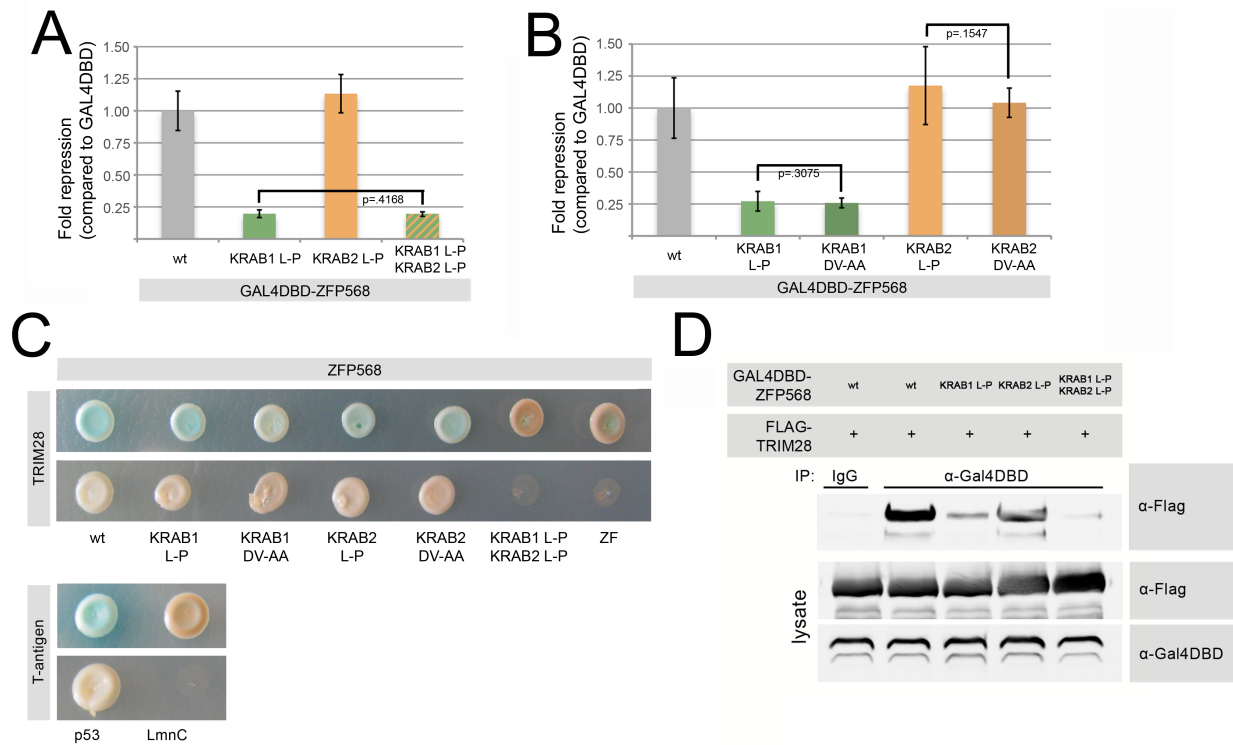 A
Fold repression
(compared to GAL4DBD)
1.50
1.25
1.00
0.75
0.50
0.25
p=.4168
wt
KRAB1 L-P
KRAB2 L-P
KRAB1 L-P
KRAB2 L-P
GAL4DBD-ZFP568
B
Fold repression
(compared to GAL4DBD)
1.50
1.25
1.00
0.75
0.50
0.25
p=.3075
p=.1547
wt
KRAB1
L-P
KRAB1
DV-AA
KRAB2
L-P
KRAB2
DV-AA
GAL4DBD-ZFP568
C
ZFP568
TRIM28
wt
KRAB1
L-P
KRAB1
DV-AA
KRAB2
L-P
KRAB2
DV-AA
KRAB1 L-P
KRAB2 L-P
ZF
T-antigen
p53
LmnC
D
GAL4DBD-
ZFP568
wt
wt
KRAB1 L-P
KRAB2 L-P
KRAB1 L-P
KRAB2 L-P
FLAG-
TRIM28
+ + + + +
IP:
IgG
α-Gal4DBD
α-Flag
lysate
α-Flag
α-Gal4DBD